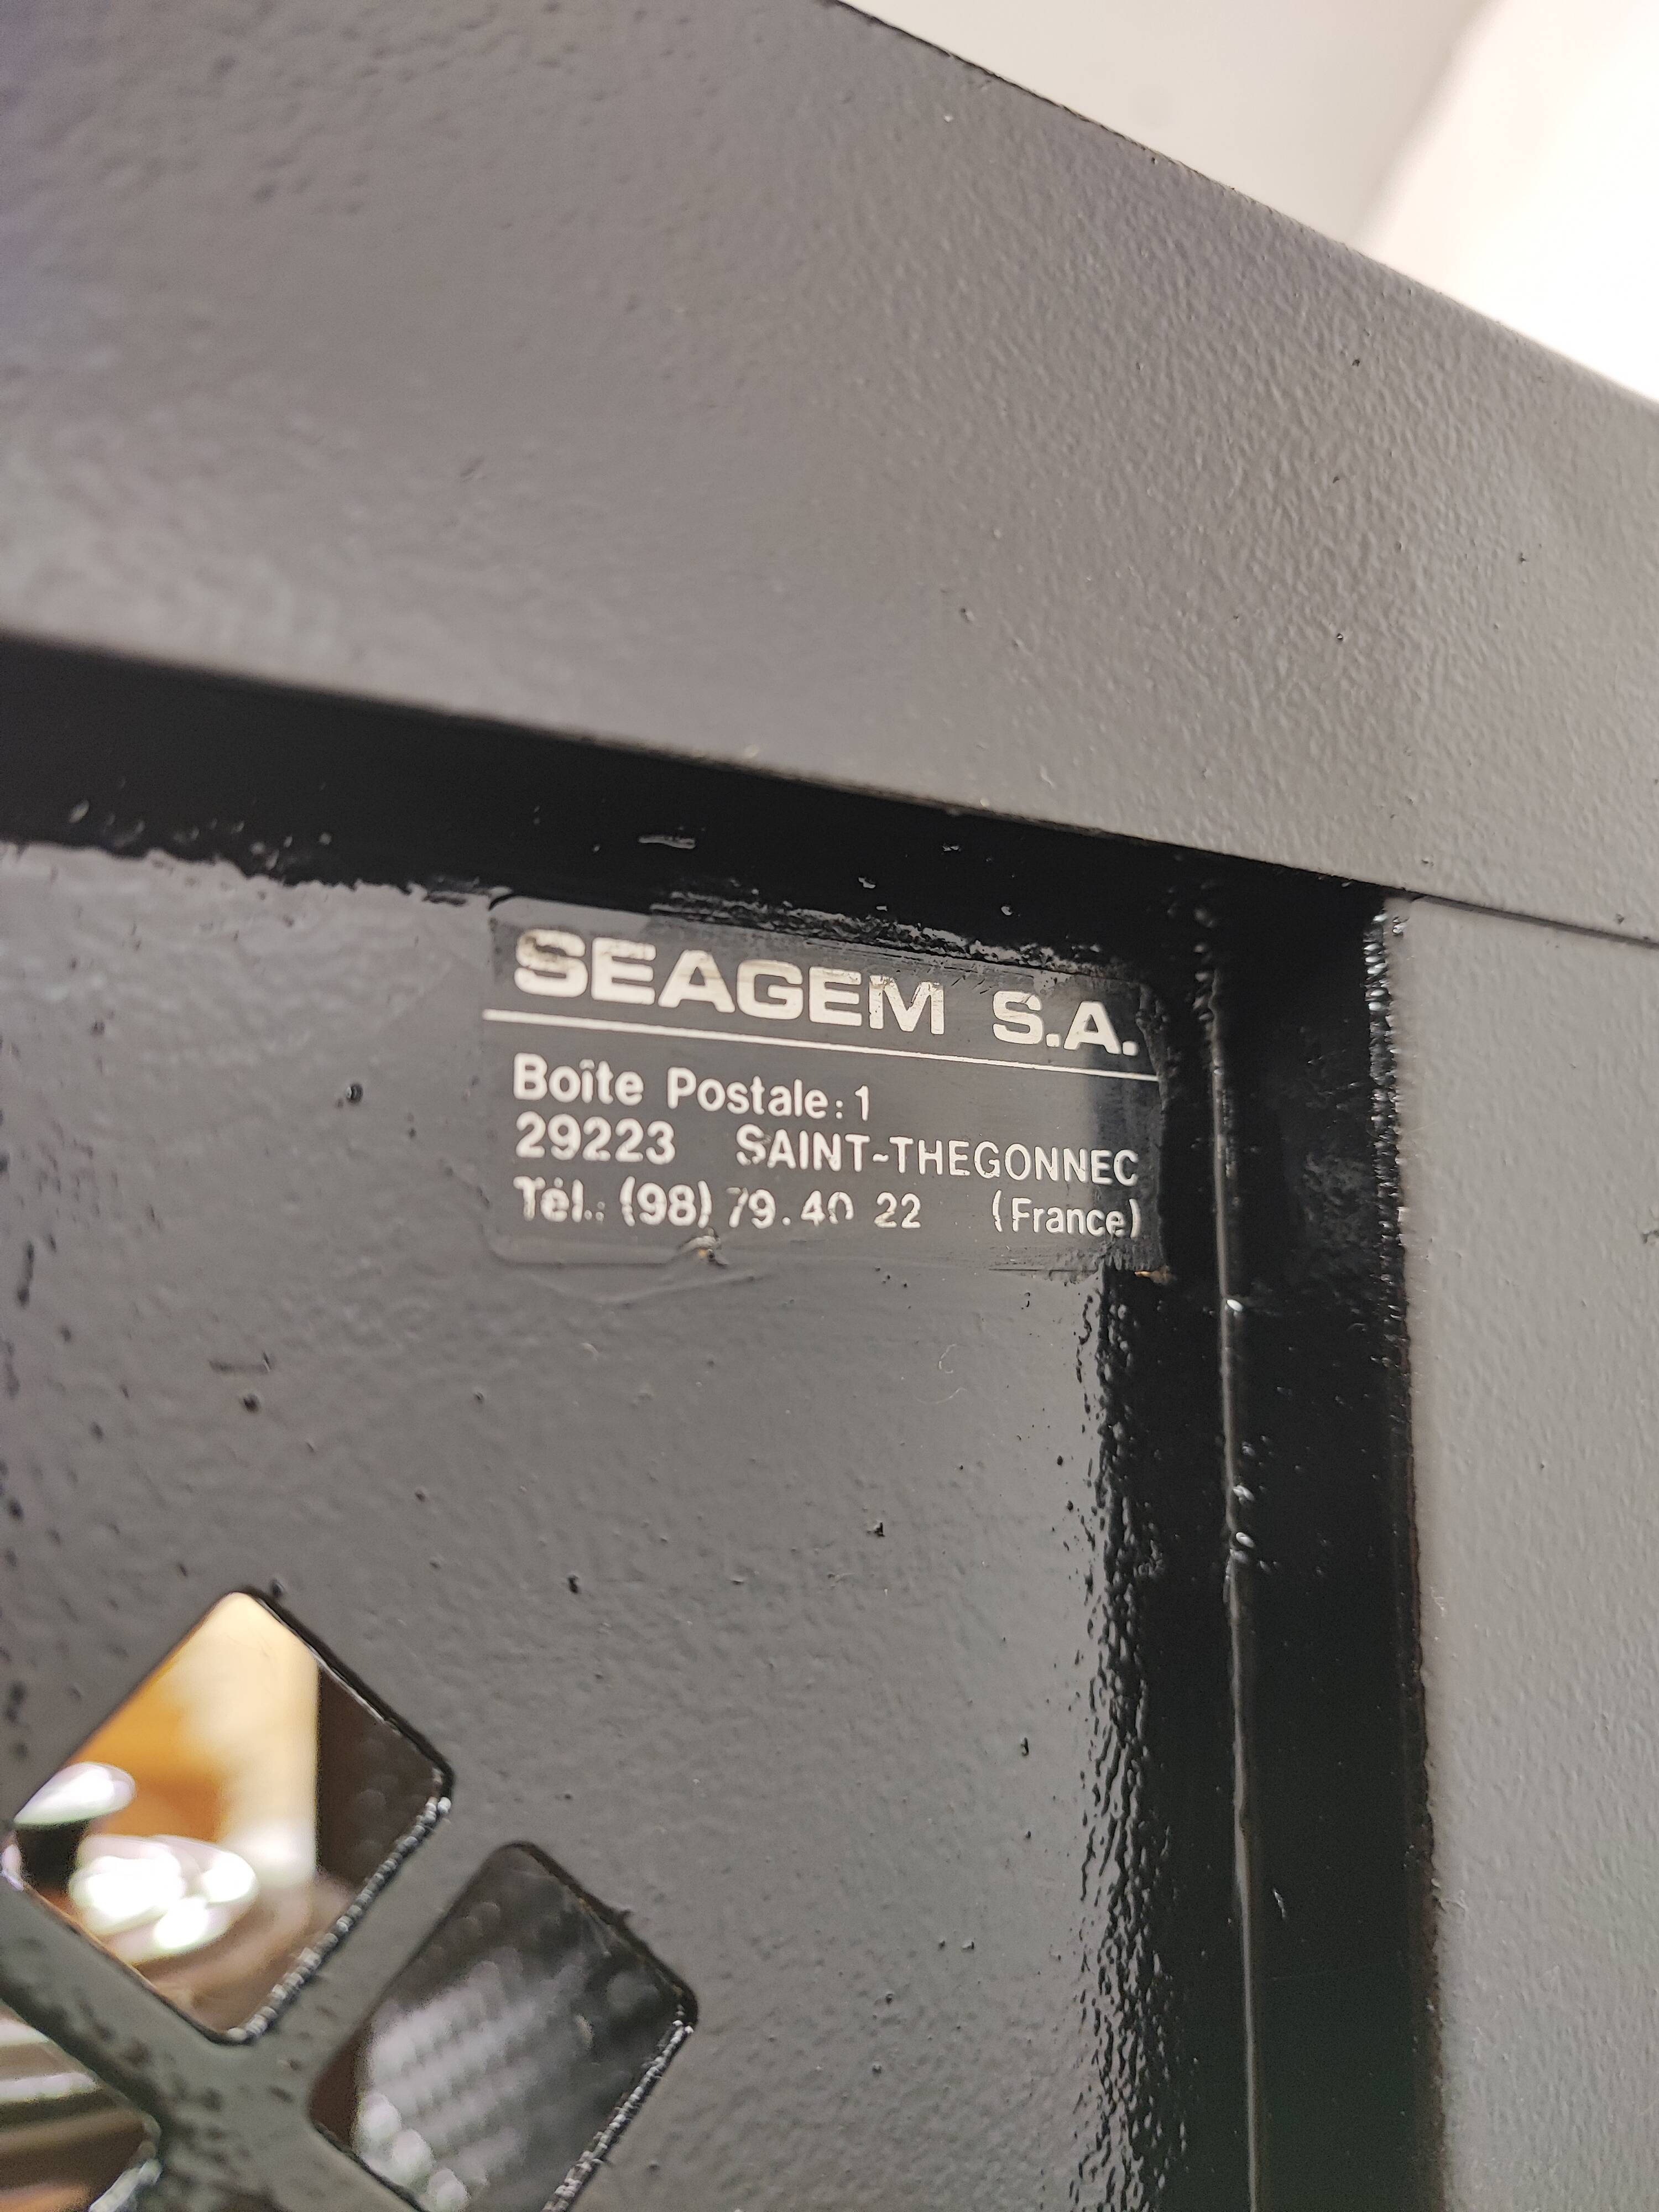 SEAGEM S.A.
Boîte Postale: 1
29223 SAINT-THEGONNEC
Tél.: (98) 79.40 22 (France)